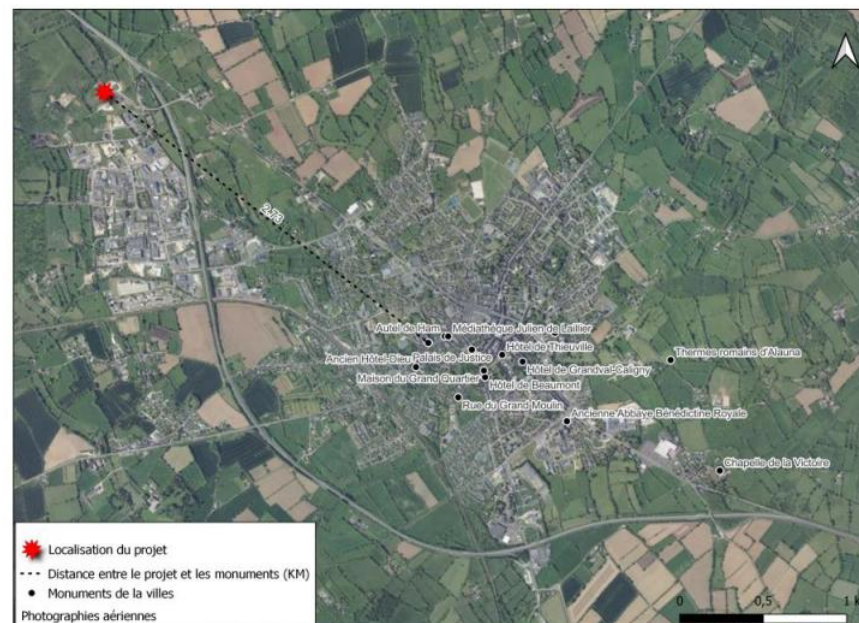 2.73
Autel de Ham
Médiathèque Julien de Laillier
Hôtel de Thieuville
Ancien Hôtel-Dieu
Palais de Justice
Thermes romains d'Alauna
Hôtel de Grandval-Caligny
Maison du Grand Quartier
Hôtel de Beaumont
Rue du Grand Moulin
Ancienne Abbaye Bénédictine Royale
Chapelle de la Victoire
Localisation du projet
Distance entre le projet et les monuments (KM)
Monuments de la villes
Photographies aériennes
0 0,5 1 k